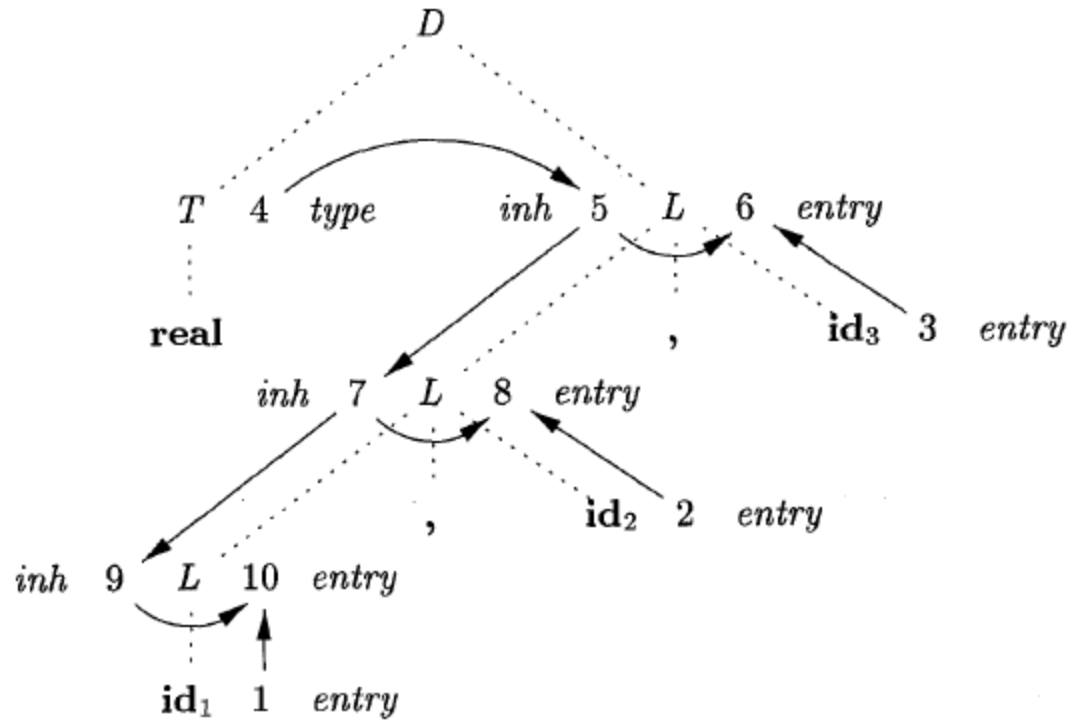 D
T 4 type inh 5 L 6 entry
real , id₃ 3 entry
inh 7 L 8 entry
, id₂ 2 entry
inh 9 L 10 entry
id₁ 1 entry